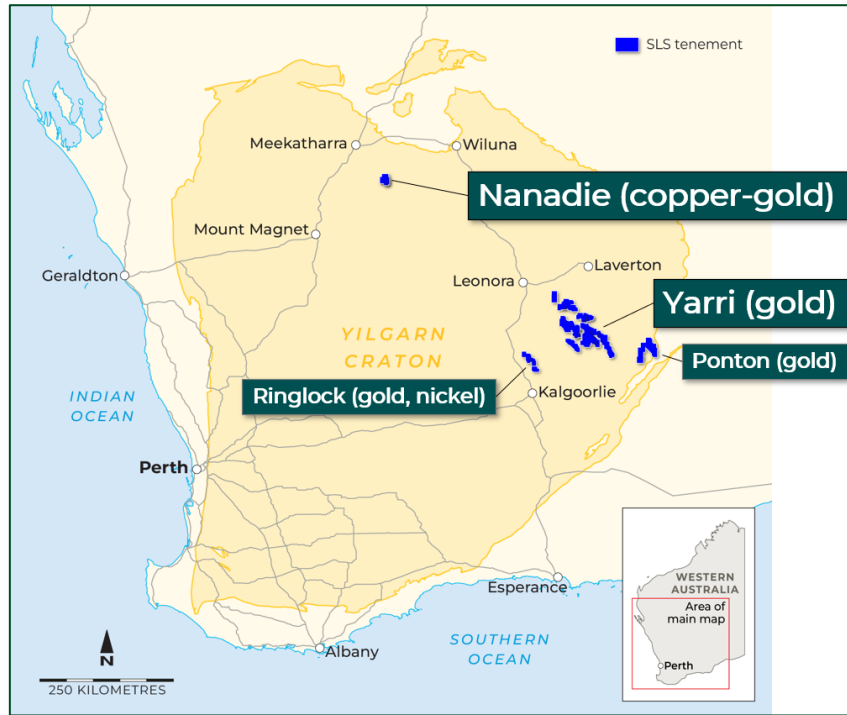 SLS tenement
Meekatharra
Wiluna
Nanadie (copper-gold)
Mount Magnet
Geraldton
Leonora
Laverton
Yarri (gold)
YILGARN
CRATON
Ponton (gold)
Ringlock (gold, nickel)
Kalgoorlie
INDIAN
OCEAN
Perth
Esperance
WESTERN
AUSTRALIA
Area of
main map
Perth
SOUTHERN
OCEAN
Albany
N
250 KILOMETRES